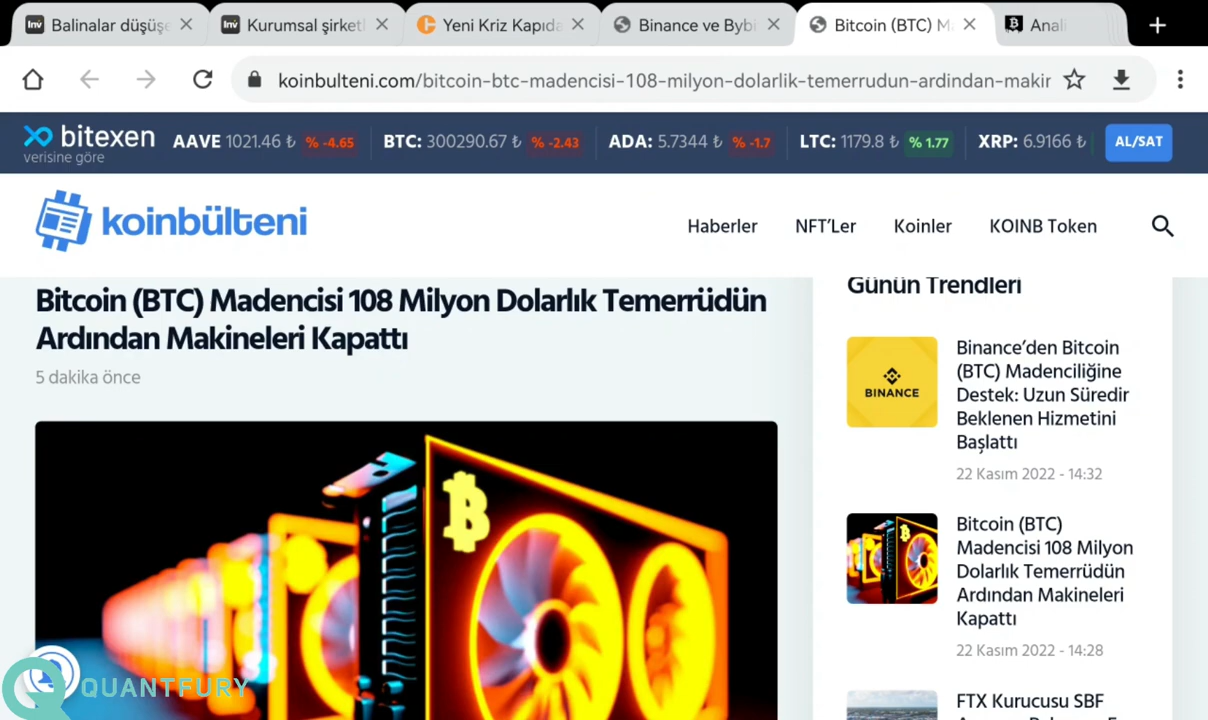 Balinalar düşüşe
Kurumsal şirketl
Yeni Kriz Kapıda
Binance ve Bybi
Bitcoin (BTC) M
Anali
koinbulteni.com/bitcoin-btc-madencisi-108-milyon-dolarlik-temerrudun-ardindan-makir
bitexen
verisine göre
AAVE 1021.46 ₺ % -4.65
BTC: 300290.67 ₺ % -2.43
ADA: 5.7344 ₺ % -1.7
LTC: 1179.8 ₺ % 1.77
XRP: 6.9166 ₺
AL/SAT
koinbülteni
Haberler
NFT'Ler
Koinler
KOINB Token
Bitcoin (BTC) Madencisi 108 Milyon Dolarlık Temerrüdün
Ardından Makineleri Kapattı
5 dakika önce
QUANTFURY
Günün Trendleri
BINANCE
Binance’den Bitcoin
(BTC) Madenciliğine
Destek: Uzun Süredir
Beklenen Hizmetini
Başlattı
22 Kasım 2022 - 14:32
Bitcoin (BTC)
Madencisi 108 Milyon
Dolarlık Temerrüdün
Ardından Makineleri
Kapattı
22 Kasım 2022 - 14:28
FTX Kurucusu SBF